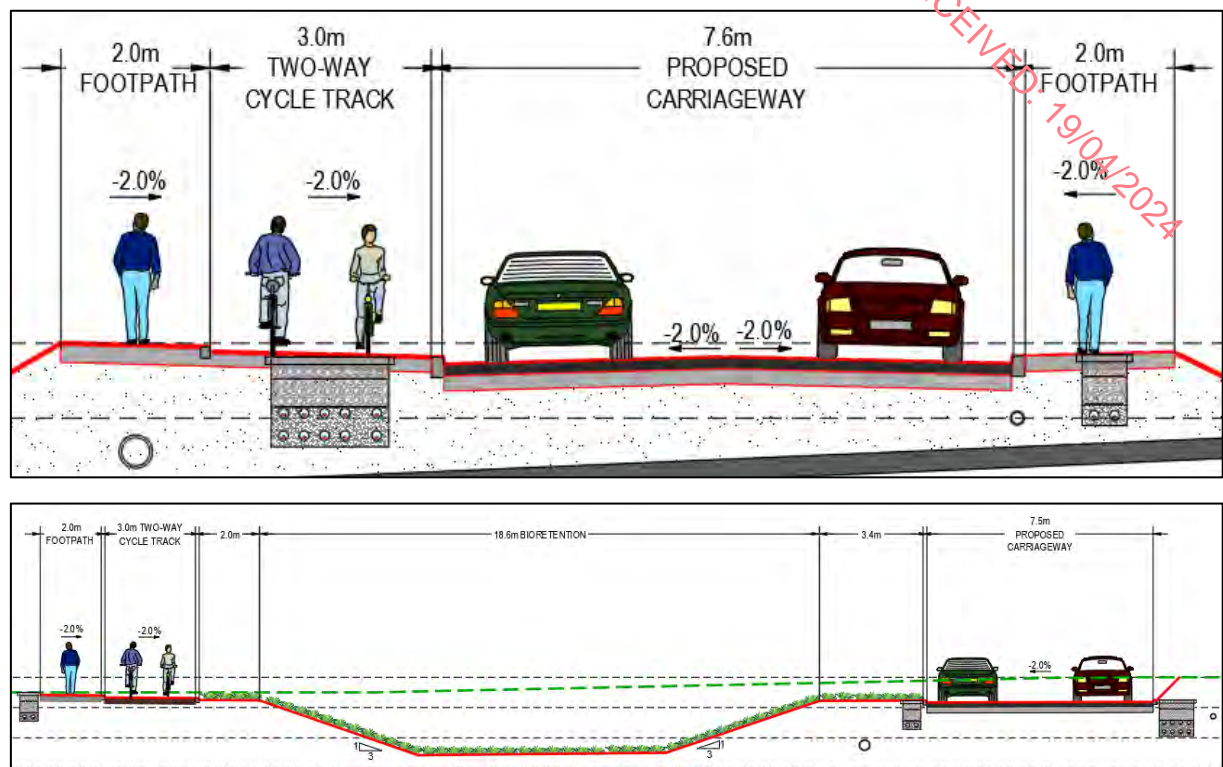 2.0m
FOOTPATH
3.0m
TWO-WAY
CYCLE TRACK
7.6m
PROPOSED
CARRIAGEWAY
2.0m
FOOTPATH
CEIVED: 19/04/2024
-2.0%
-2.0%
-2.0%
-2.0%
-2.0%
2.0m
FOOTPATH
3.0m TWO-WAY
CYCLE TRACK
2.0m
18.6m BIORETENTION
3.4m
7.5m
PROPOSED
CARRIAGEWAY
-2.0%
-2.0%
-2.0%
1
3
1
3